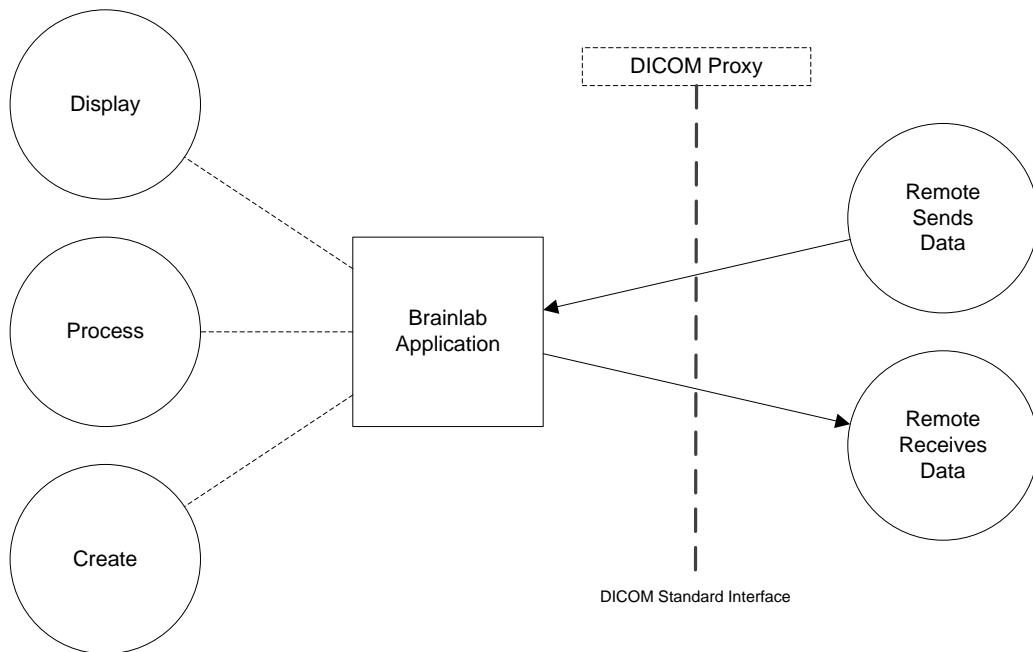 Display
Process
Create
Brainlab
Application
DICOM Proxy
DICOM Standard Interface
Remote
Sends
Data
Remote
Receives
Data